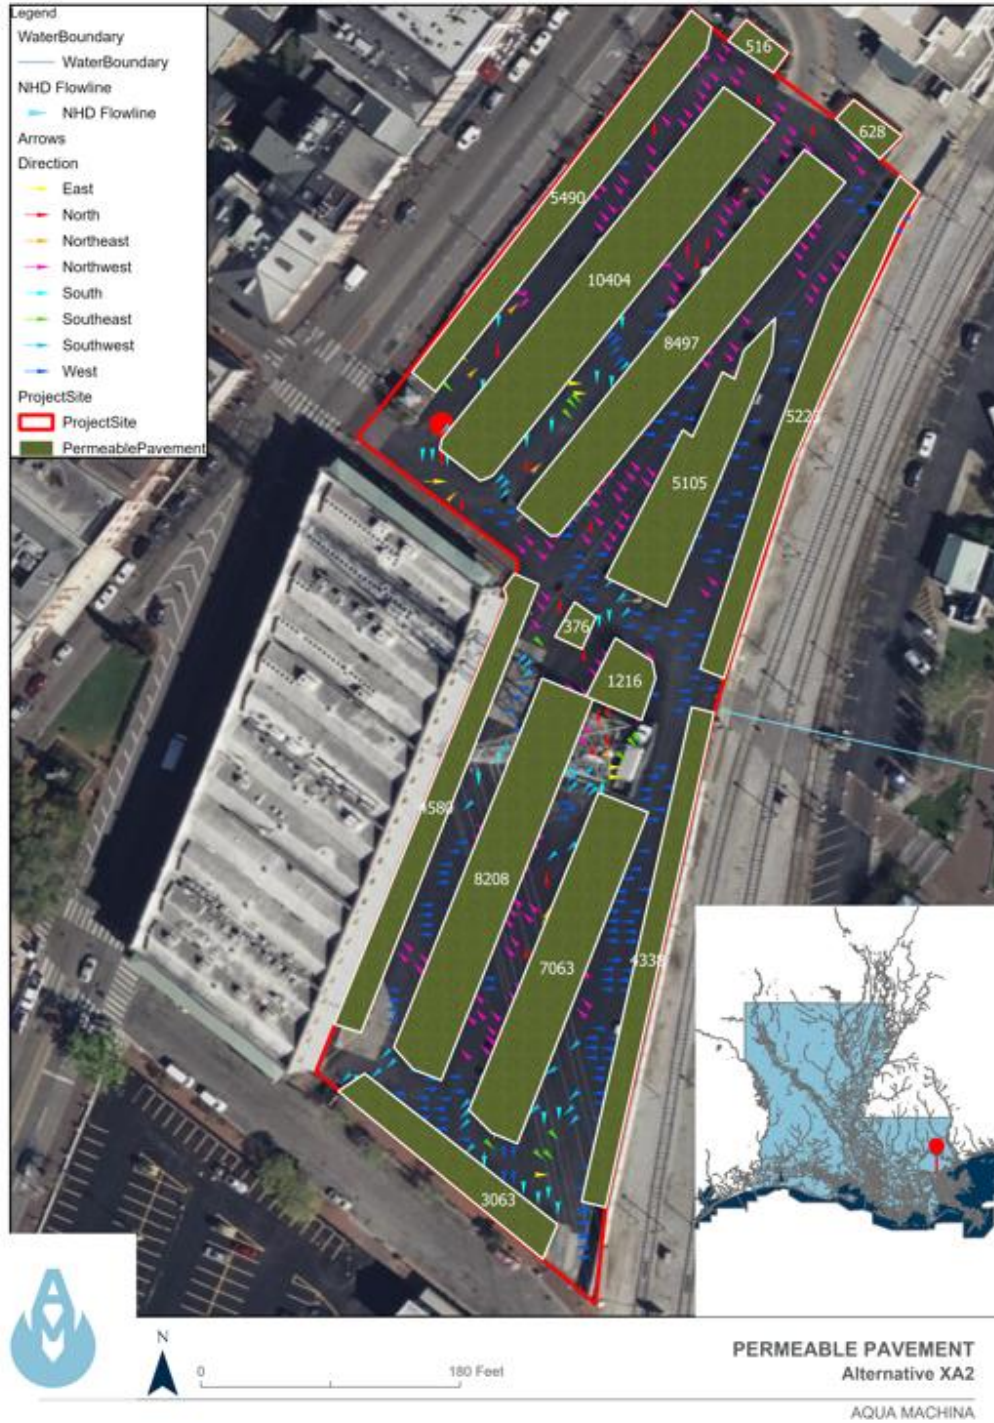 Legend
WaterBoundary
WaterBoundary
NHD Flowline
NHD Flowline
Arrows
Direction
East
North
Northeast
Northwest
South
Southeast
Southwest
West
ProjectSite
ProjectSite
PermeablePavement
516
628
5490
10404
8497
5105
376
1216
4580
8208
7063
4338
3063
N
0
180 Feet
PERMEABLE PAVEMENT
Alternative XA2
AQUA MACHINA